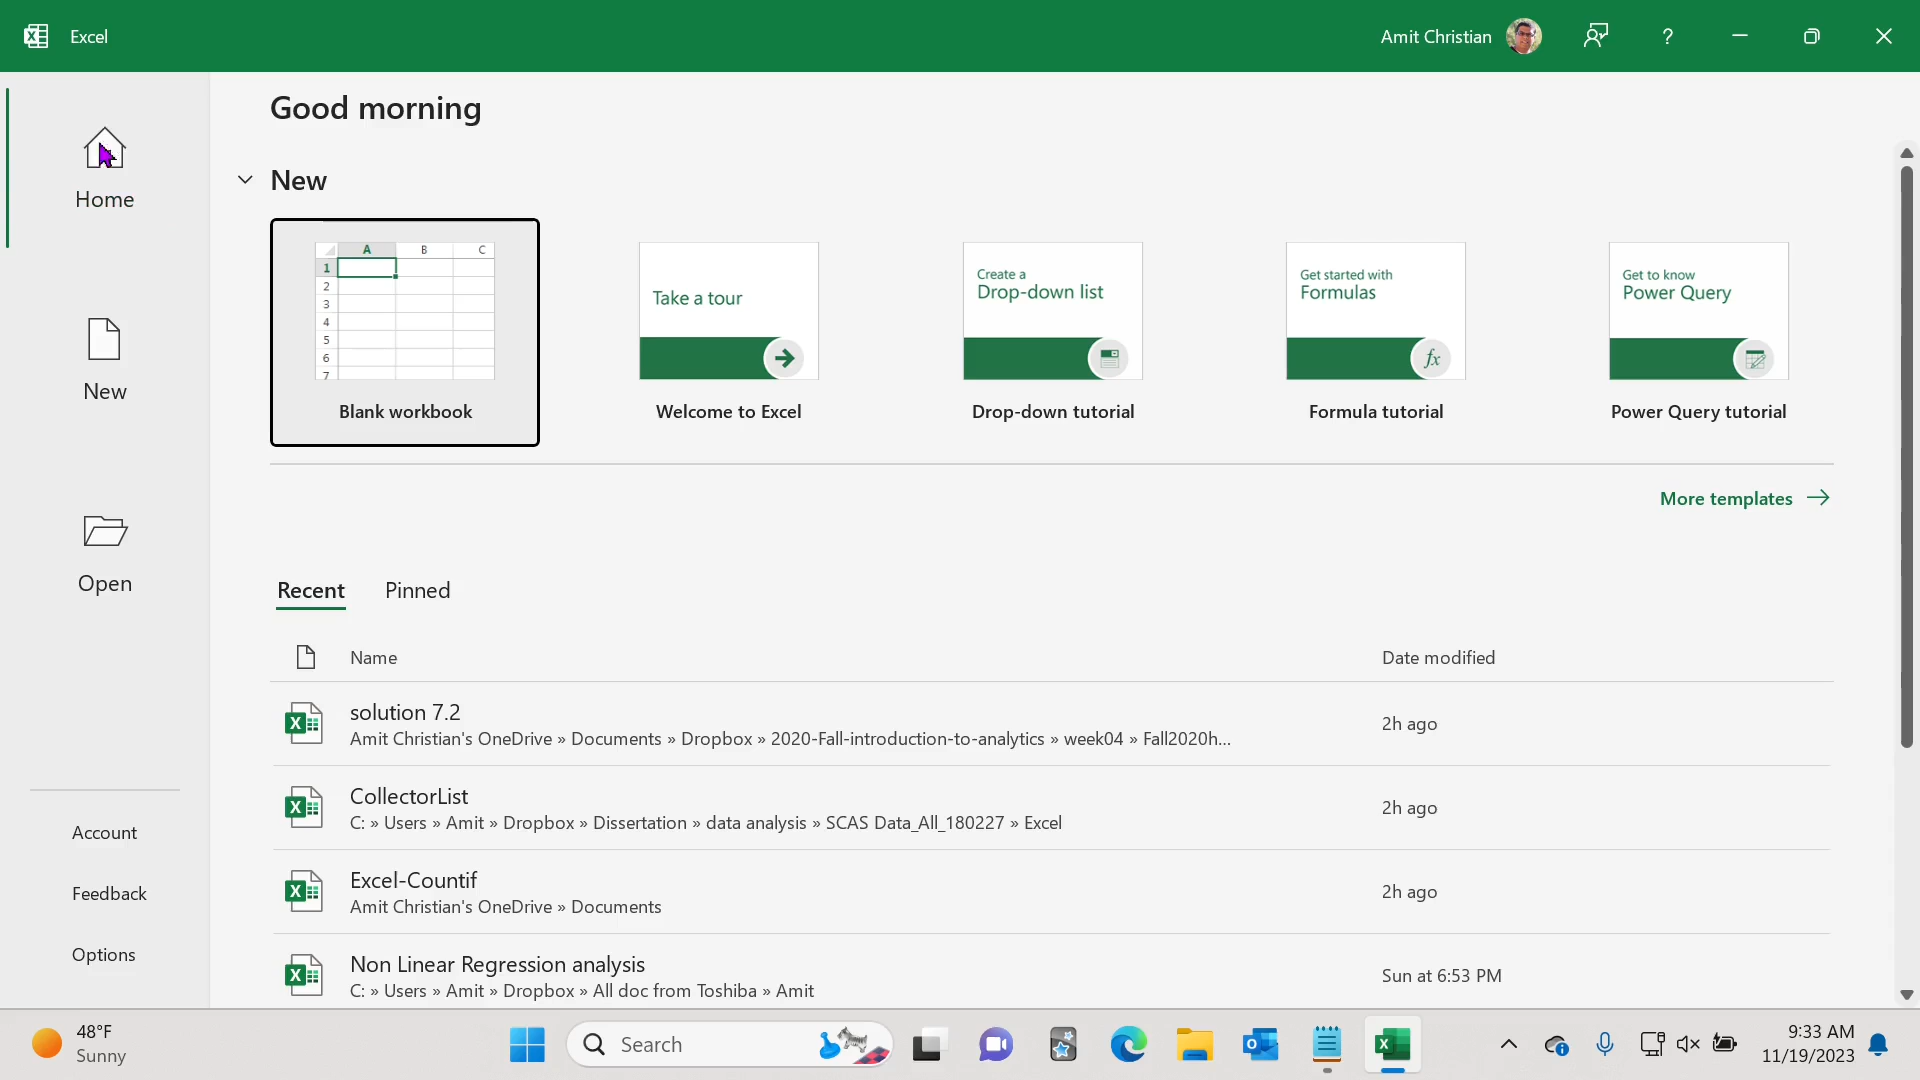 Excel
Amit Christian
?
Good morning
Home
New
A B C
1
2
3
4
5
6
7
Blank workbook
Take a tour
Welcome to Excel
Create a
Drop-down list
Drop-down tutorial
Get started with
Formulas
fx
Formula tutorial
Get to know
Power Query
Power Query tutorial
New
More templates
Open
Recent Pinned
Name Date modified
solution 7.2
Amit Christian's OneDrive » Documents » Dropbox » 2020-Fall-introduction-to-analytics » week04 » Fall2020h...
2h ago
CollectorList
C: » Users » Amit » Dropbox » Dissertation » data analysis » SCAS Data_All_180227 » Excel
2h ago
Excel-Countif
Amit Christian's OneDrive » Documents
2h ago
Non Linear Regression analysis
C: » Users » Amit » Dropbox » All doc from Toshiba » Amit
Sun at 6:53 PM
Account
Feedback
Options
48°F
Sunny
Search
9:33 AM
11/19/2023